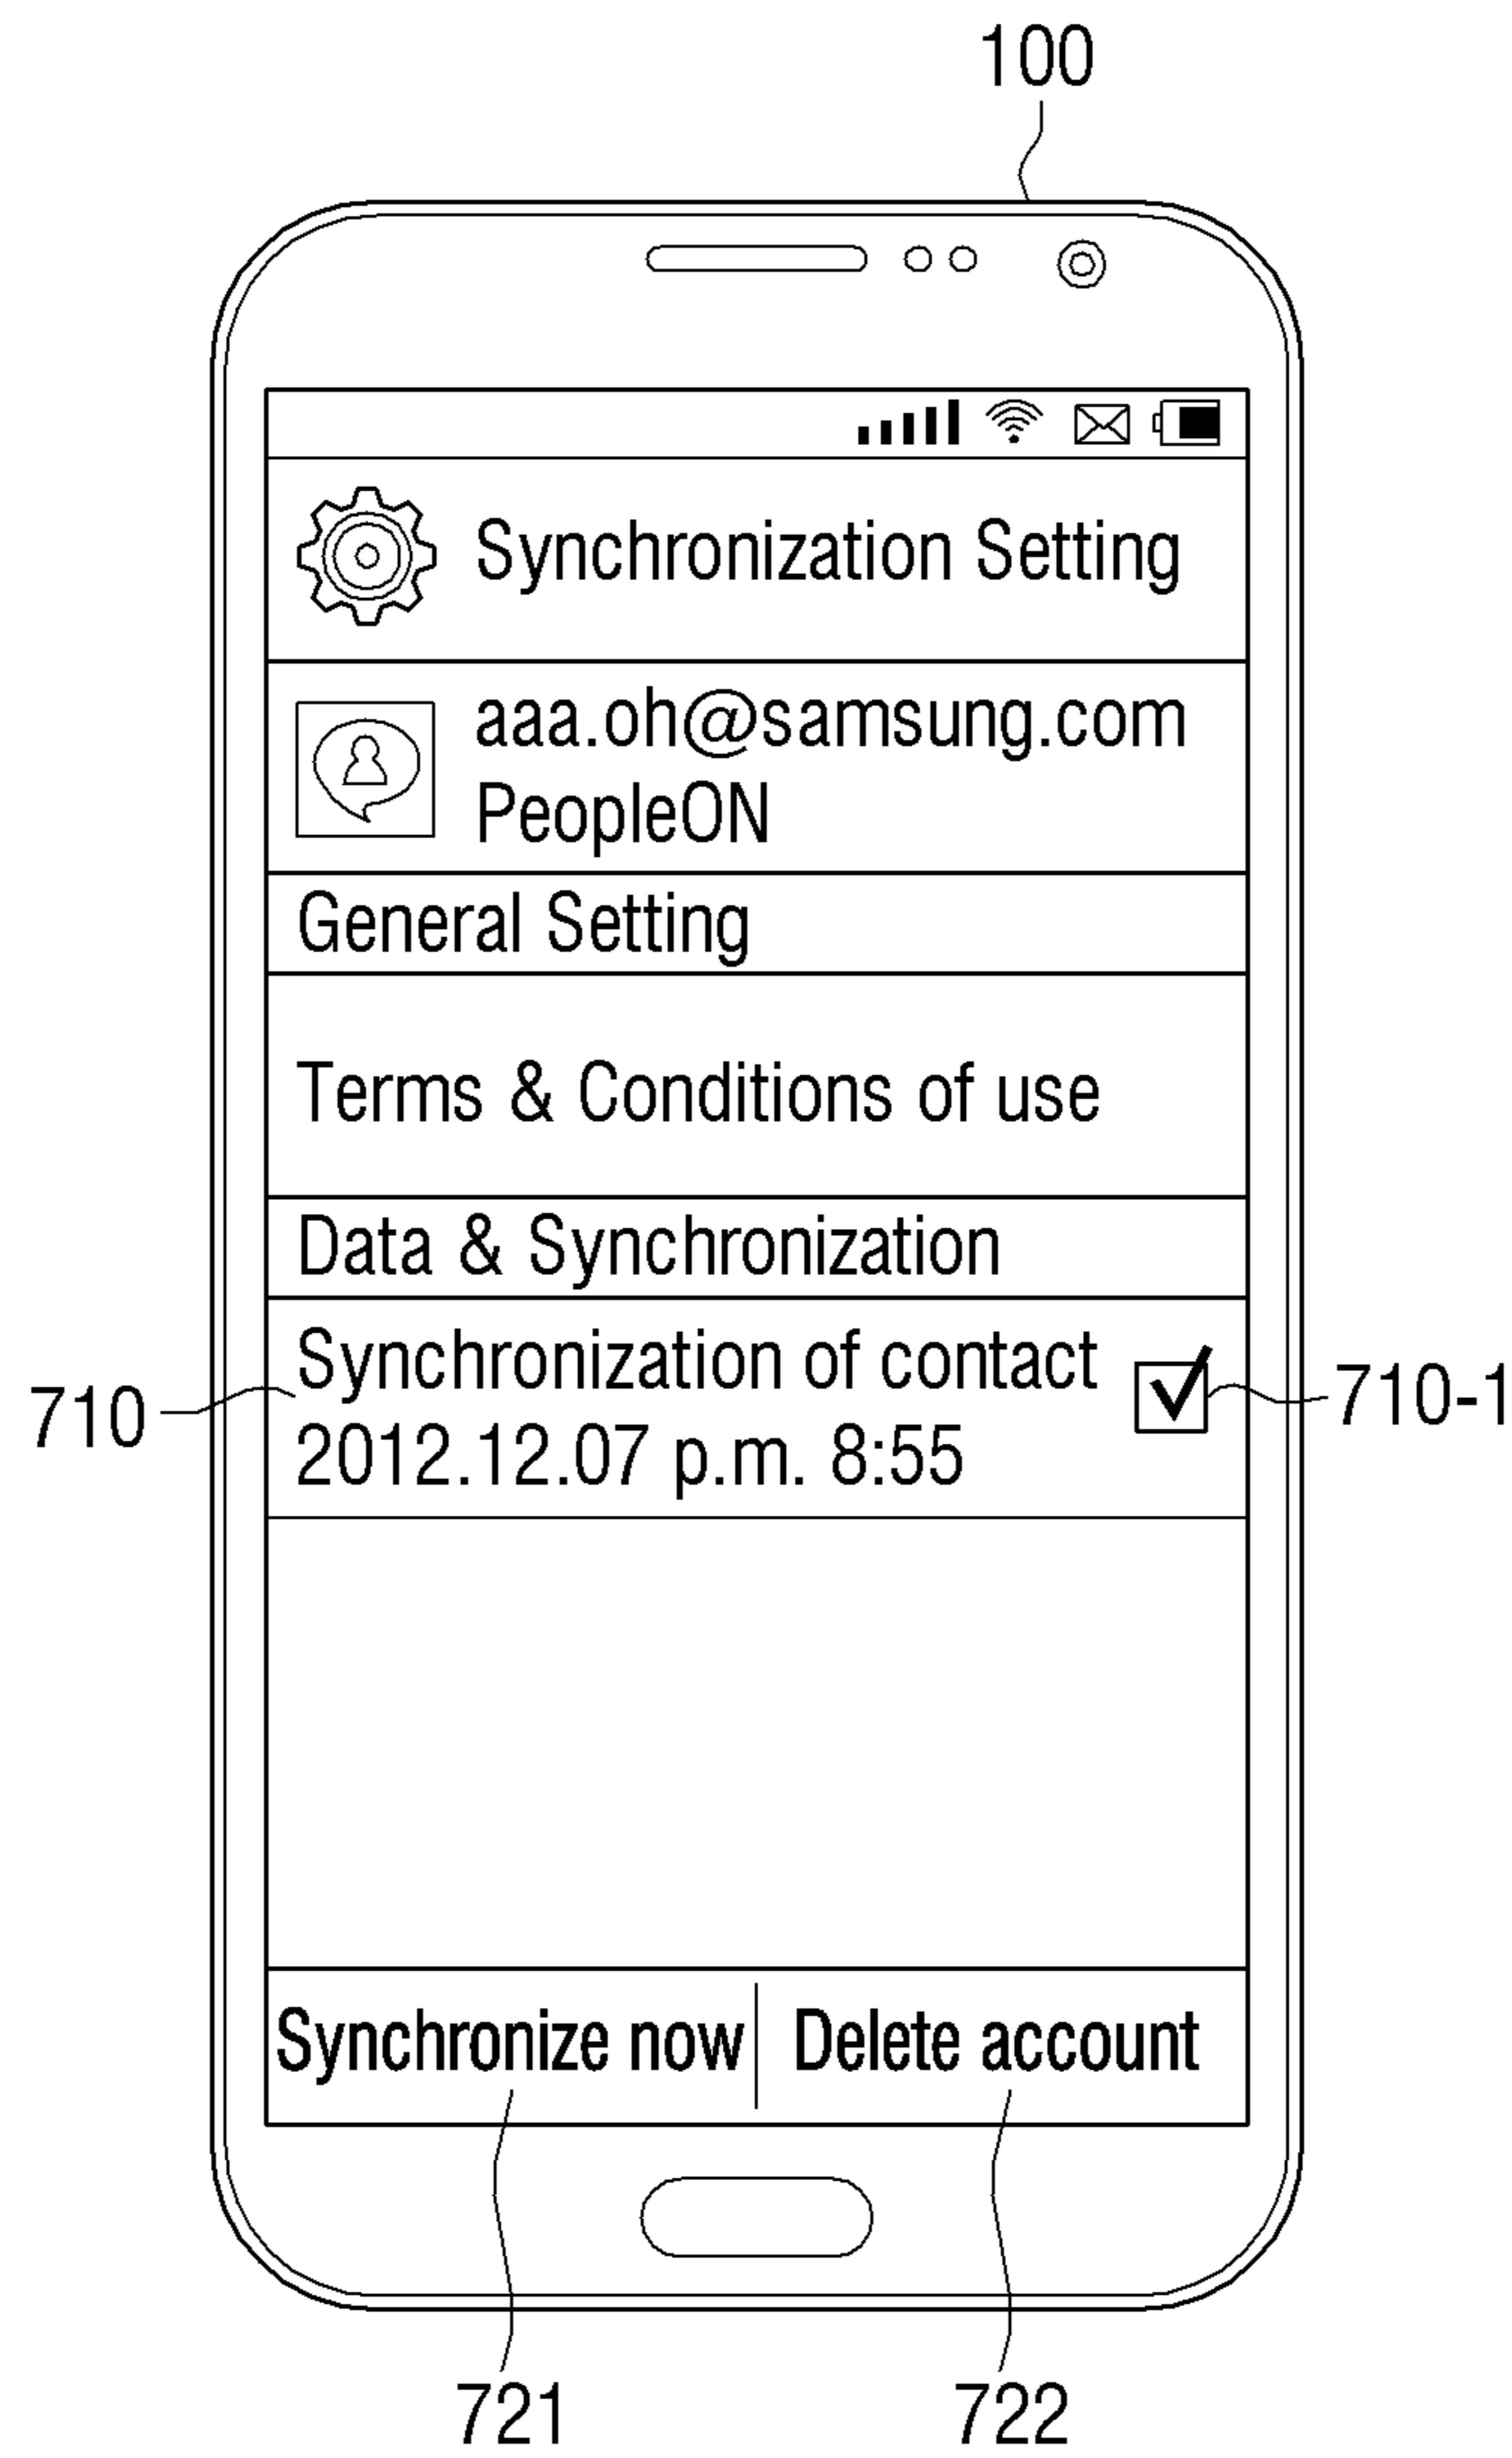 100
Synchronization Setting
aaa.oh@samsung.com
PeopleON
General Setting
Terms & Conditions of use
Data & Synchronization
Synchronization of contact
710
710-1
2012.12.07 p.m. 8:55
Synchronize now
Delete account
721
722